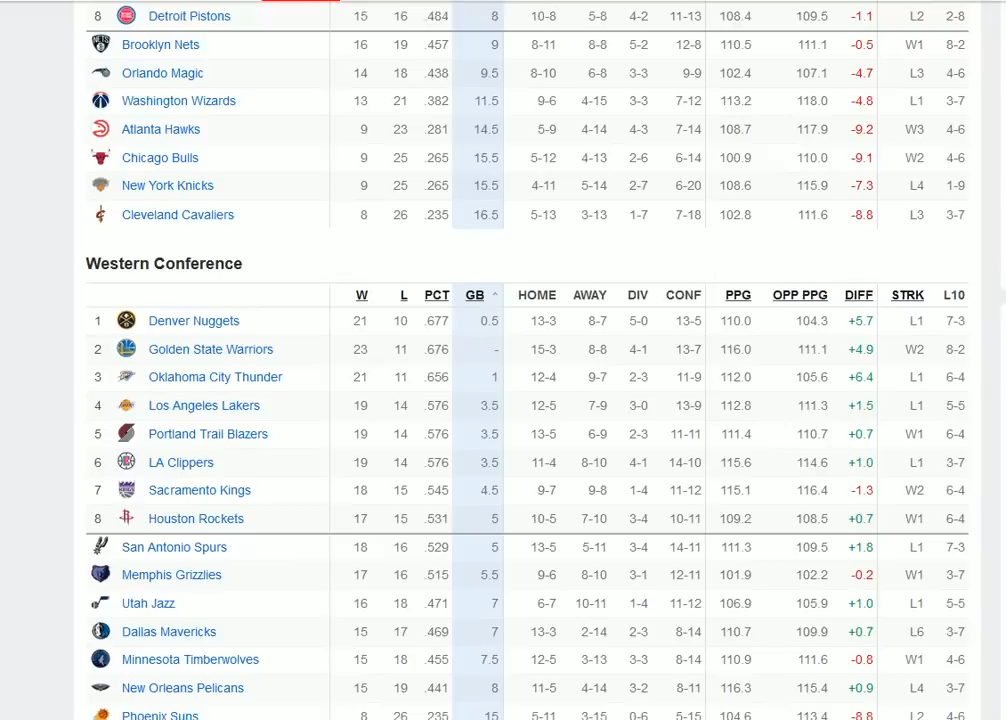 8 Detroit Pistons 15 16 .484 8 10-8 5-8 4-2 11-13 108.4 109.5 -1.1 L2 2-8
Brooklyn Nets 16 19 .457 9 8-11 8-8 5-2 12-8 110.5 111.1 -0.5 W1 8-2
Orlando Magic 14 18 .438 9.5 8-10 6-8 3-3 9-9 102.4 107.1 -4.7 L3 4-6
Washington Wizards 13 21 .382 11.5 9-6 4-15 3-3 7-12 113.2 118.0 -4.8 L1 3-7
Atlanta Hawks 9 23 .281 14.5 5-9 4-14 4-3 7-14 108.7 117.9 -9.2 W3 4-6
Chicago Bulls 9 25 .265 15.5 5-12 4-13 2-6 6-14 100.9 110.0 -9.1 W2 4-6
New York Knicks 9 25 .265 15.5 4-11 5-14 2-7 6-20 108.6 115.9 -7.3 L4 1-9
Cleveland Cavaliers 8 26 .235 16.5 5-13 3-13 1-7 7-18 102.8 111.6 -8.8 L3 3-7
Western Conference
W L PCT GB HOME AWAY DIV CONF PPG OPP PPG DIFF STRK L10
1 Denver Nuggets 21 10 .677 0.5 13-3 8-7 5-0 13-5 110.0 104.3 +5.7 L1 7-3
2 Golden State Warriors 23 11 .676 - 15-3 8-8 4-1 13-7 116.0 111.1 +4.9 W2 8-2
3 Oklahoma City Thunder 21 11 .656 1 12-4 9-7 2-3 11-9 112.0 105.6 +6.4 L1 6-4
4 Los Angeles Lakers 19 14 .576 3.5 12-5 7-9 3-0 13-9 112.8 111.3 +1.5 L1 5-5
5 Portland Trail Blazers 19 14 .576 3.5 13-5 6-9 2-3 11-11 111.4 110.7 +0.7 W1 6-4
6 LA Clippers 19 14 .576 3.5 11-4 8-10 4-1 14-10 115.6 114.6 +1.0 L1 3-7
7 Sacramento Kings 18 15 .545 4.5 9-7 9-8 1-4 11-12 115.1 116.4 -1.3 W2 6-4
8 Houston Rockets 17 15 .531 5 10-5 7-10 3-4 10-11 109.2 108.5 +0.7 W1 6-4
San Antonio Spurs 18 16 .529 5 13-5 5-11 3-4 14-11 111.3 109.5 +1.8 L1 7-3
Memphis Grizzlies 17 16 .515 5.5 9-6 8-10 3-1 12-11 101.9 102.2 -0.2 W1 3-7
Utah Jazz 16 18 .471 7 6-7 10-11 1-4 11-12 106.9 105.9 +1.0 L1 5-5
Dallas Mavericks 15 17 .469 7 13-3 2-14 2-3 8-14 110.7 109.9 +0.7 L6 3-7
Minnesota Timberwolves 15 18 .455 7.5 12-5 3-13 3-3 8-14 110.9 111.6 -0.8 W1 4-6
New Orleans Pelicans 15 19 .441 8 11-5 4-14 3-2 8-11 116.3 115.4 +0.9 L4 3-7
Phoenix Suns 8 26 .235 15 5-11 3-15 0-6 5-15 104.6 113.4 -8.8 L2 4-6